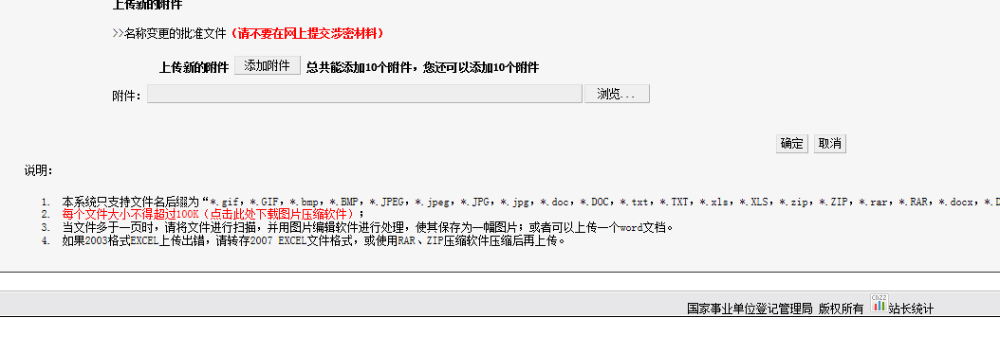 上传新的附件
>>名称变更的批准文件（请不要在网上提交涉密材料）
上传新的附件 添加附件 总共能添加10个附件，您还可以添加10个附件
附件： 浏览...
确定 取消
说明：
1. 本系统只支持文件名后缀为“*.gif，*.GIF，*.bmp，*.BMP，*.JPEG，*.jpeg，*.JPG，*.jpg，*.doc，*.DOC，*.txt，*.TXT，*.xls，*.XLS，*.zip，*.ZIP，*.rar，*.RAR，*.docx，*.D
2. 每个文件大小不得超过100K（点击此处下载图片压缩软件）；
3. 当文件多于一页时，请将文件进行扫描，并用图片编辑软件进行处理，使其保存为一幅图片；或者可以上传一个word文档。
4. 如果2003格式EXCEL上传出错，请转存2007 EXCEL文件格式，或使用RAR、ZIP压缩软件压缩后再上传。
国家事业单位登记管理局 版权所有 CNZZ 站长统计